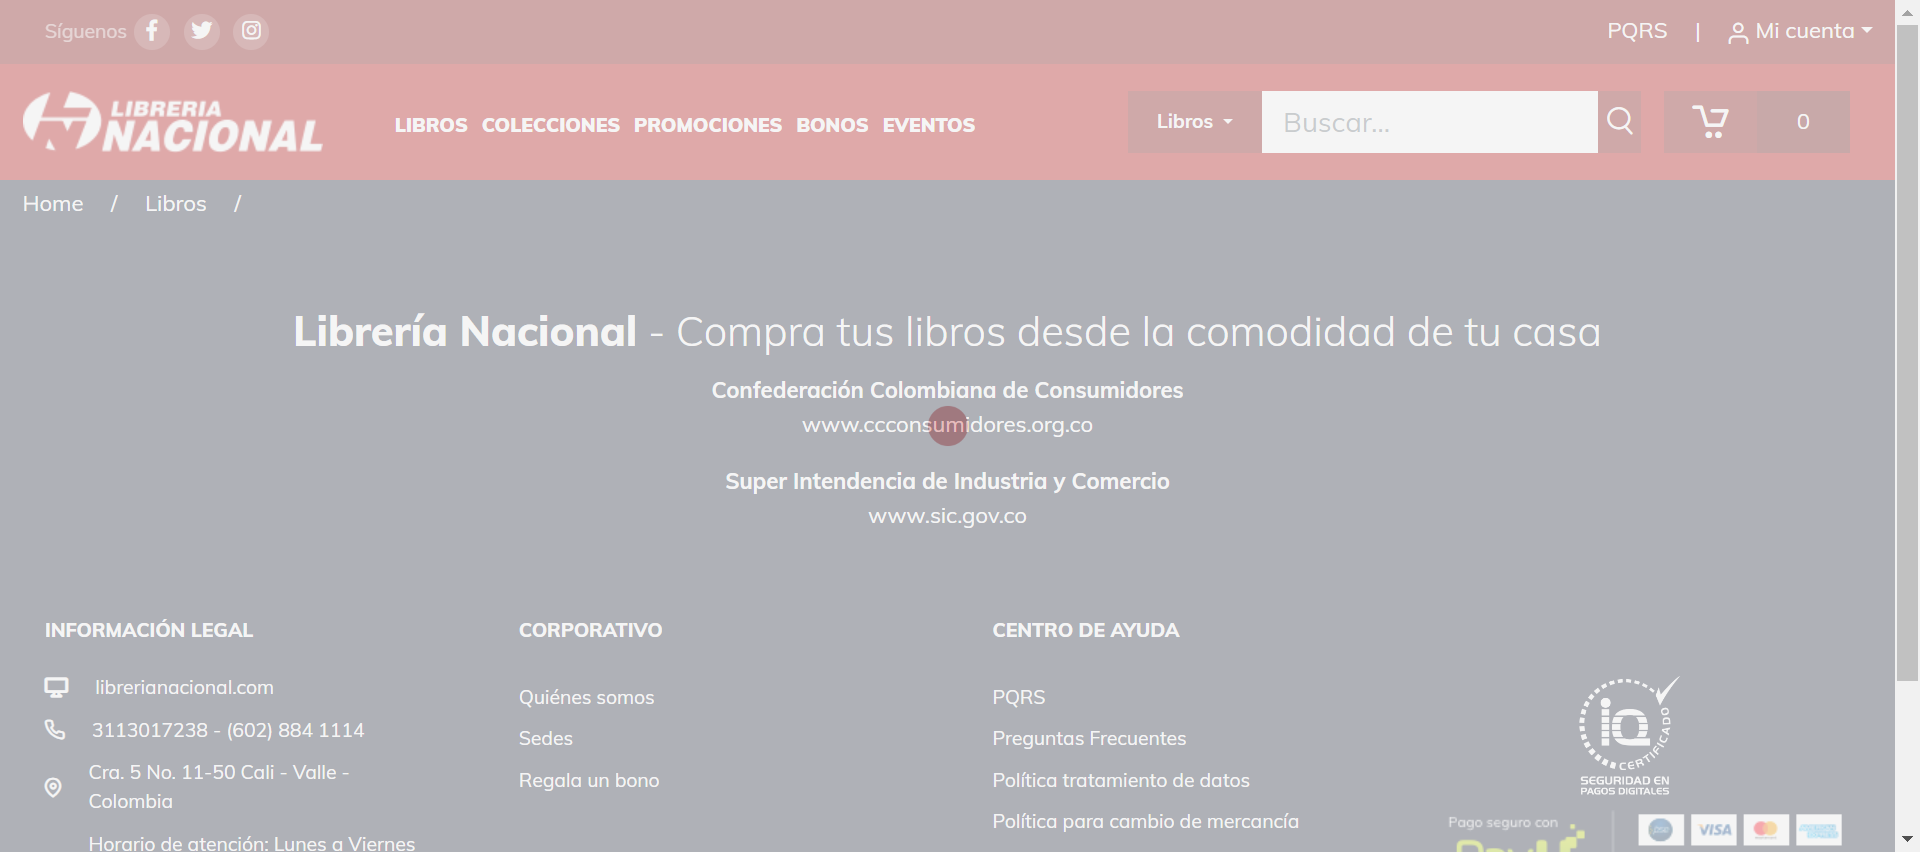 Síguenos
PQRS | Mi cuenta
LIBRERIA
NACIONAL
LIBROS COLECCIONES PROMOCIONES BONOS EVENTOS
Libros
Buscar...
0
Home / Libros /
Librería Nacional - Compra tus libros desde la comodidad de tu casa
Confederación Colombiana de Consumidores
www.ccconsumidores.org.co
Super Intendencia de Industria y Comercio
www.sic.gov.co
INFORMACIÓN LEGAL
librerianacional.com
3113017238 - (602) 884 1114
Cra. 5 No. 11-50 Cali - Valle -
Colombia
Horario de atención: Lunes a Viernes
CORPORATIVO
Quiénes somos
Sedes
Regala un bono
CENTRO DE AYUDA
PQRS
Preguntas Frecuentes
Política tratamiento de datos
Política para cambio de mercancía
iQ
CERTIFICADO
SEGURIDAD EN
PAGOS DIGITALES
Pago seguro con
PayU
VISA